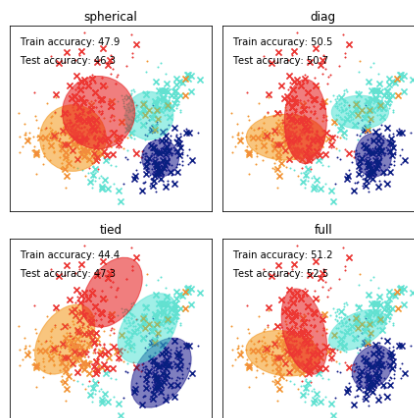 spherical
Train accuracy: 47.9
Test accuracy: 46.3
diag
Train accuracy: 50.5
Test accuracy: 50.7
tied
Train accuracy: 44.4
Test accuracy: 47.3
full
Train accuracy: 51.2
Test accuracy: 52.5